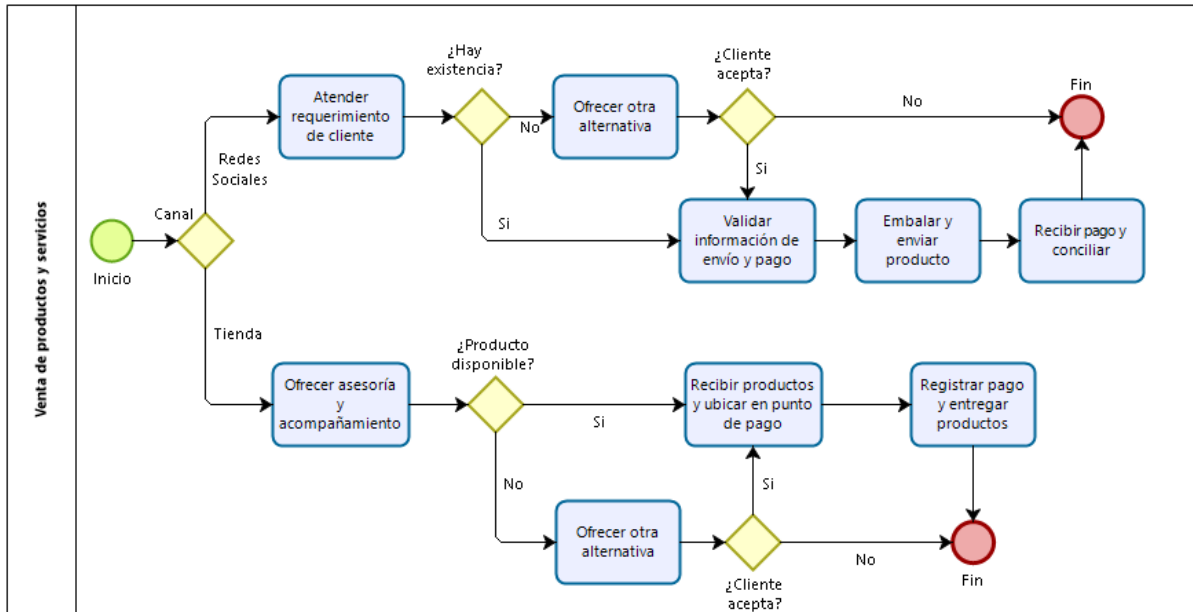 Venta de productos y servicios
Inicio
Canal
Redes
Sociales
Atender
requerimiento
de cliente
¿Hay
existencia?
No
Ofrecer otra
alternativa
¿Cliente
acepta?
No
Fin
Si
Si
Validar
información de
envío y pago
Embalar y
enviar
producto
Recibir pago y
conciliar
Tienda
Ofrecer asesoría
y
acompañamiento
¿Producto
disponible?
Si
Recibir productos
y ubicar en punto
de pago
Registrar pago
y entregar
productos
No
Ofrecer otra
alternativa
Si
¿Cliente
acepta?
No
Fin